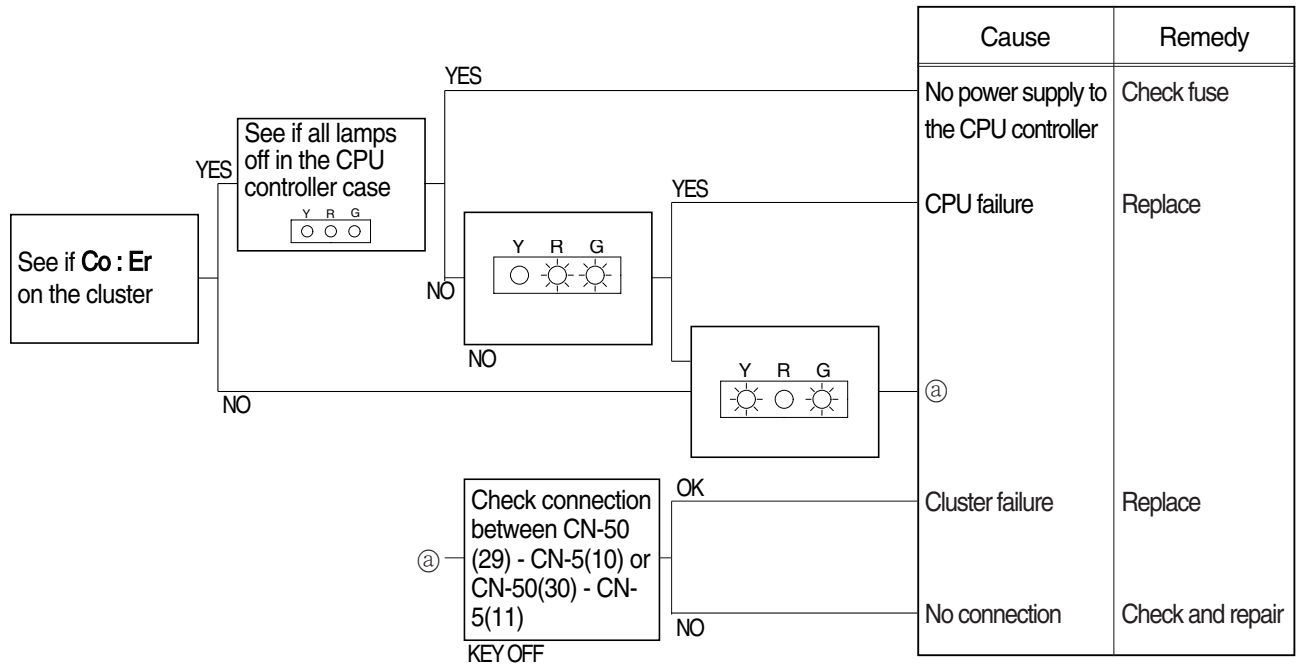 Cause Remedy
YES
No power supply to Check fuse
the CPU controller
See if all lamps
off in the CPU
controller case
Y R G
YES
YES
CPU failure Replace
See if Co : Er
on the cluster
Y R G
NO
NO
Y R G
NO
ⓐ
Check connection
between CN-50
(29) - CN-5(10) or
CN-50(30) - CN-
5(11)
OK
Cluster failure Replace
ⓐ
NO
No connection Check and repair
KEY OFF